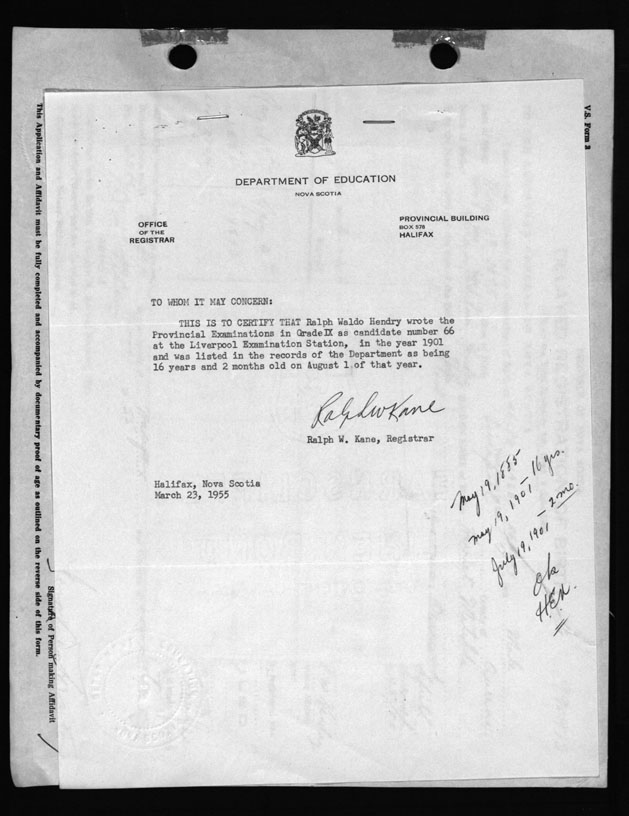 DEPARTMENT OF EDUCATION
NOVA SCOTIA
OFFICE
OF THE
REGISTRAR
PROVINCIAL BUILDING
BOX 578
HALIFAX
TO WHOM IT MAY CONCERN:
THIS IS TO CERTIFY THAT Ralph Waldo Hendry wrote the
Provincial Examinations in Grade IX as candidate number 66
at the Liverpool Examination Station, in the year 1901
and was listed in the records of the Department as being
16 years and 2 months old on August 1 of that year.
Ralph W Kane
Ralph W. Kane, Registrar
Halifax, Nova Scotia
March 23, 1955
May 19, 1885
May 19, 1901 - 16 yrs.
July 19, 1901 - 2 mo.
Ok
This Application and Affidavit must be fully completed and accompanied by documentary proof of age as outlined on the reverse side of this form.
Signature of Person making Affidavit
V.S. Form 2